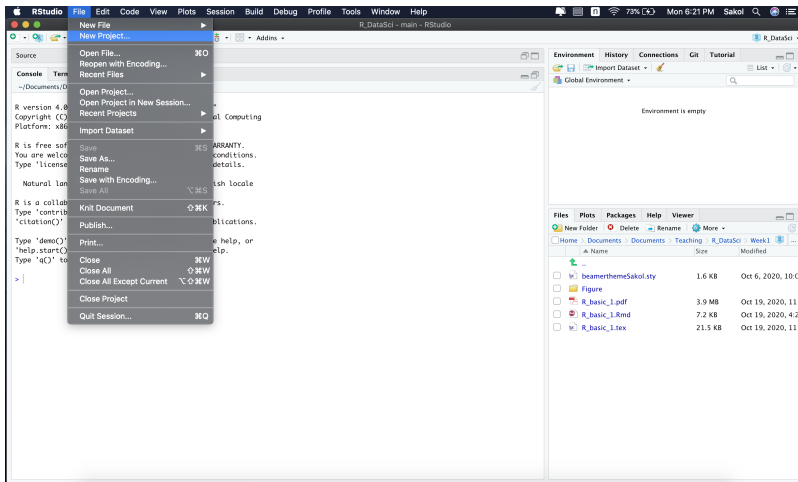 RStudio File Edit Code View Plots Session Build Debug Profile Tools Window Help 73% Mon 6:21 PM Sakol
R_DataSci - main - RStudio
Addins R_DataSci
New File
New Project...
Open File... ⌘O
Reopen with Encoding...
Recent Files
Open Project...
Open Project in New Session...
Recent Projects
Import Dataset
Save ⌘S
Save As...
Rename
Save with Encoding...
Save All ⌥⌘S
Knit Document ⇧⌘K
Publish...
Print...
Close ⌘W
Close All ⇧⌘W
Close All Except Current ⌥⇧⌘W
Close Project
Quit Session... ⌘Q
Source
Console Term
~/Documents/D
R version 4.0
Copyright (C) al Computing
Platform: x86
R is free sof ARRANTY.
You are welco conditions.
Type 'license details.
Natural lan ish locale
R is a collab rs.
Type 'contrib
'citation()' blications.
Type 'demo()' e help, or
'help.start() elp.
Type 'q()' to
>
Environment History Connections Git Tutorial
Import Dataset List
Global Environment
Environment is empty
Files Plots Packages Help Viewer
New Folder Delete Rename More
Home Documents Documents Teaching R_DataSci Week1 ...
Name Size Modified
..
beamerthemeSakol.sty 1.6 KB Oct 6, 2020, 10:0
Figure
R_basic_1.pdf 3.9 MB Oct 19, 2020, 11
R_basic_1.Rmd 7.2 KB Oct 19, 2020, 4:2
R_basic_1.tex 21.5 KB Oct 19, 2020, 11